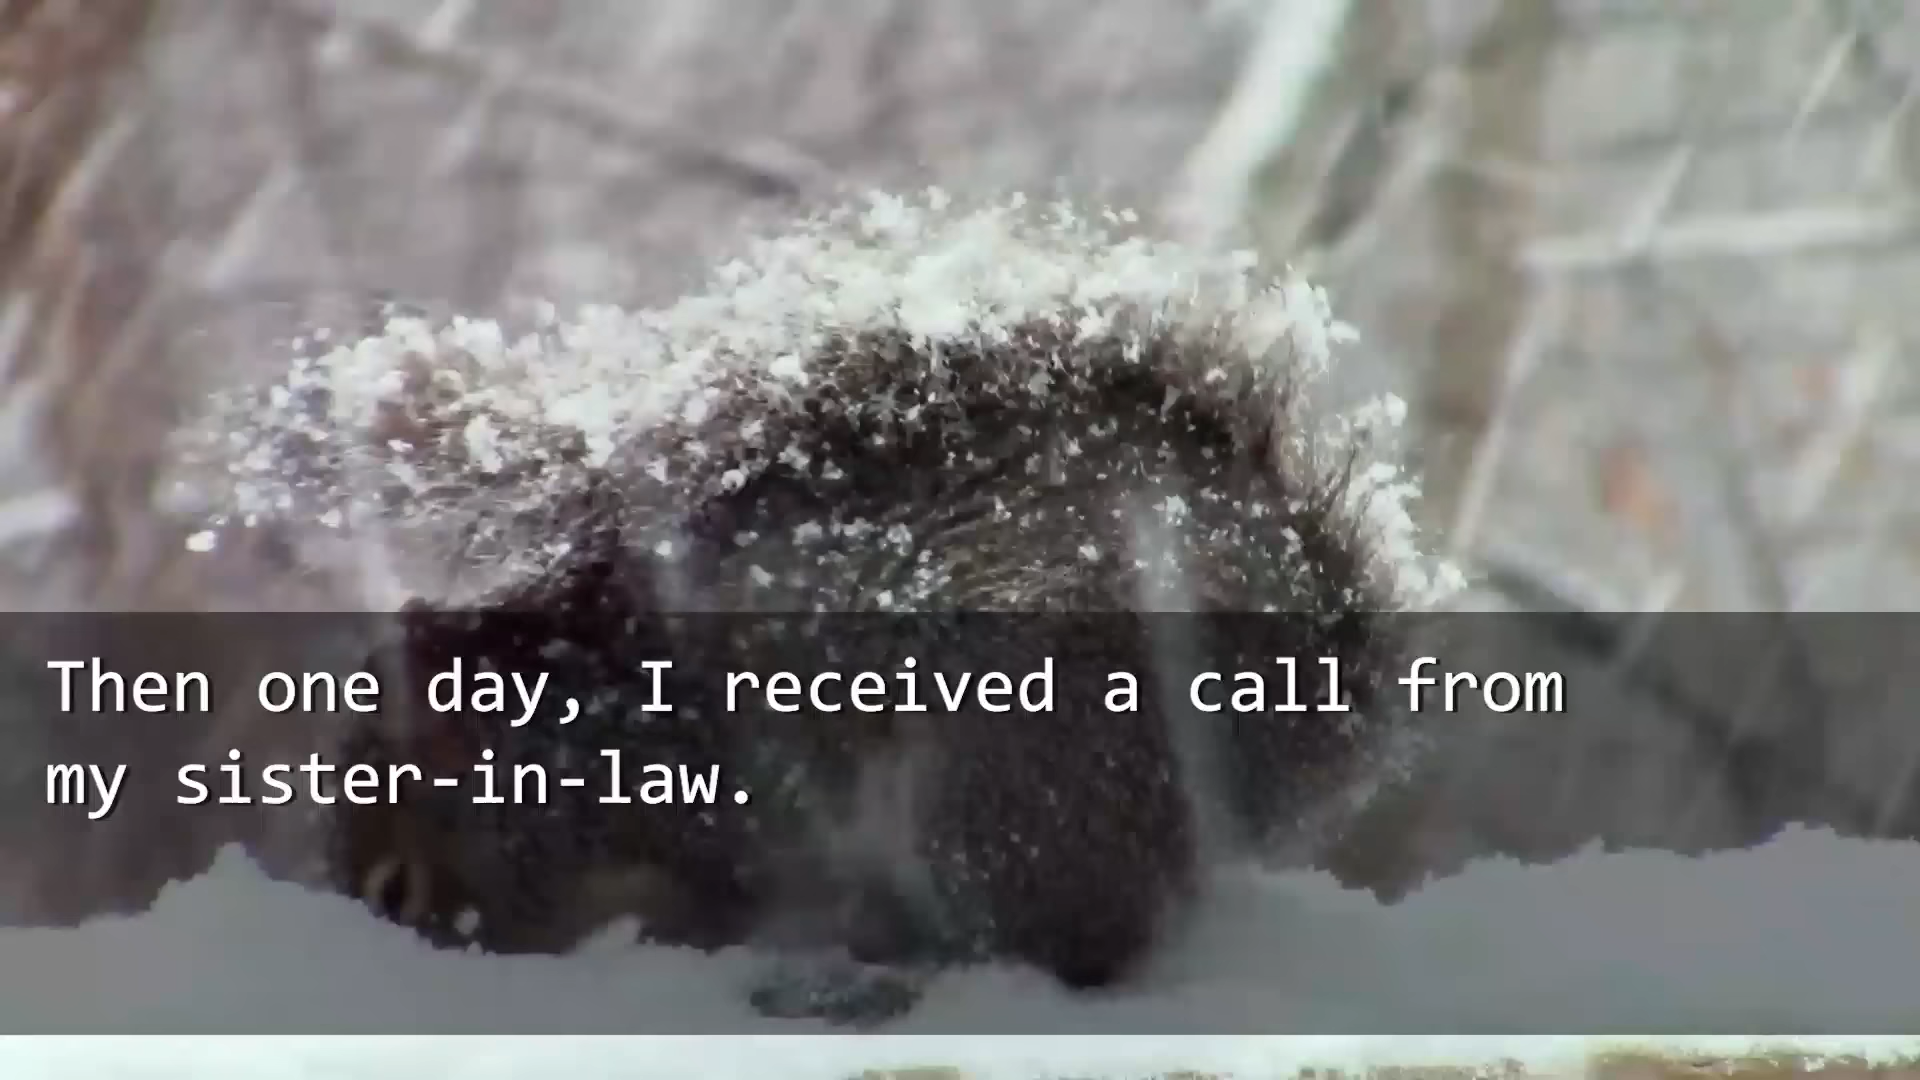 Then one day, I received a call from
my sister-in-law.